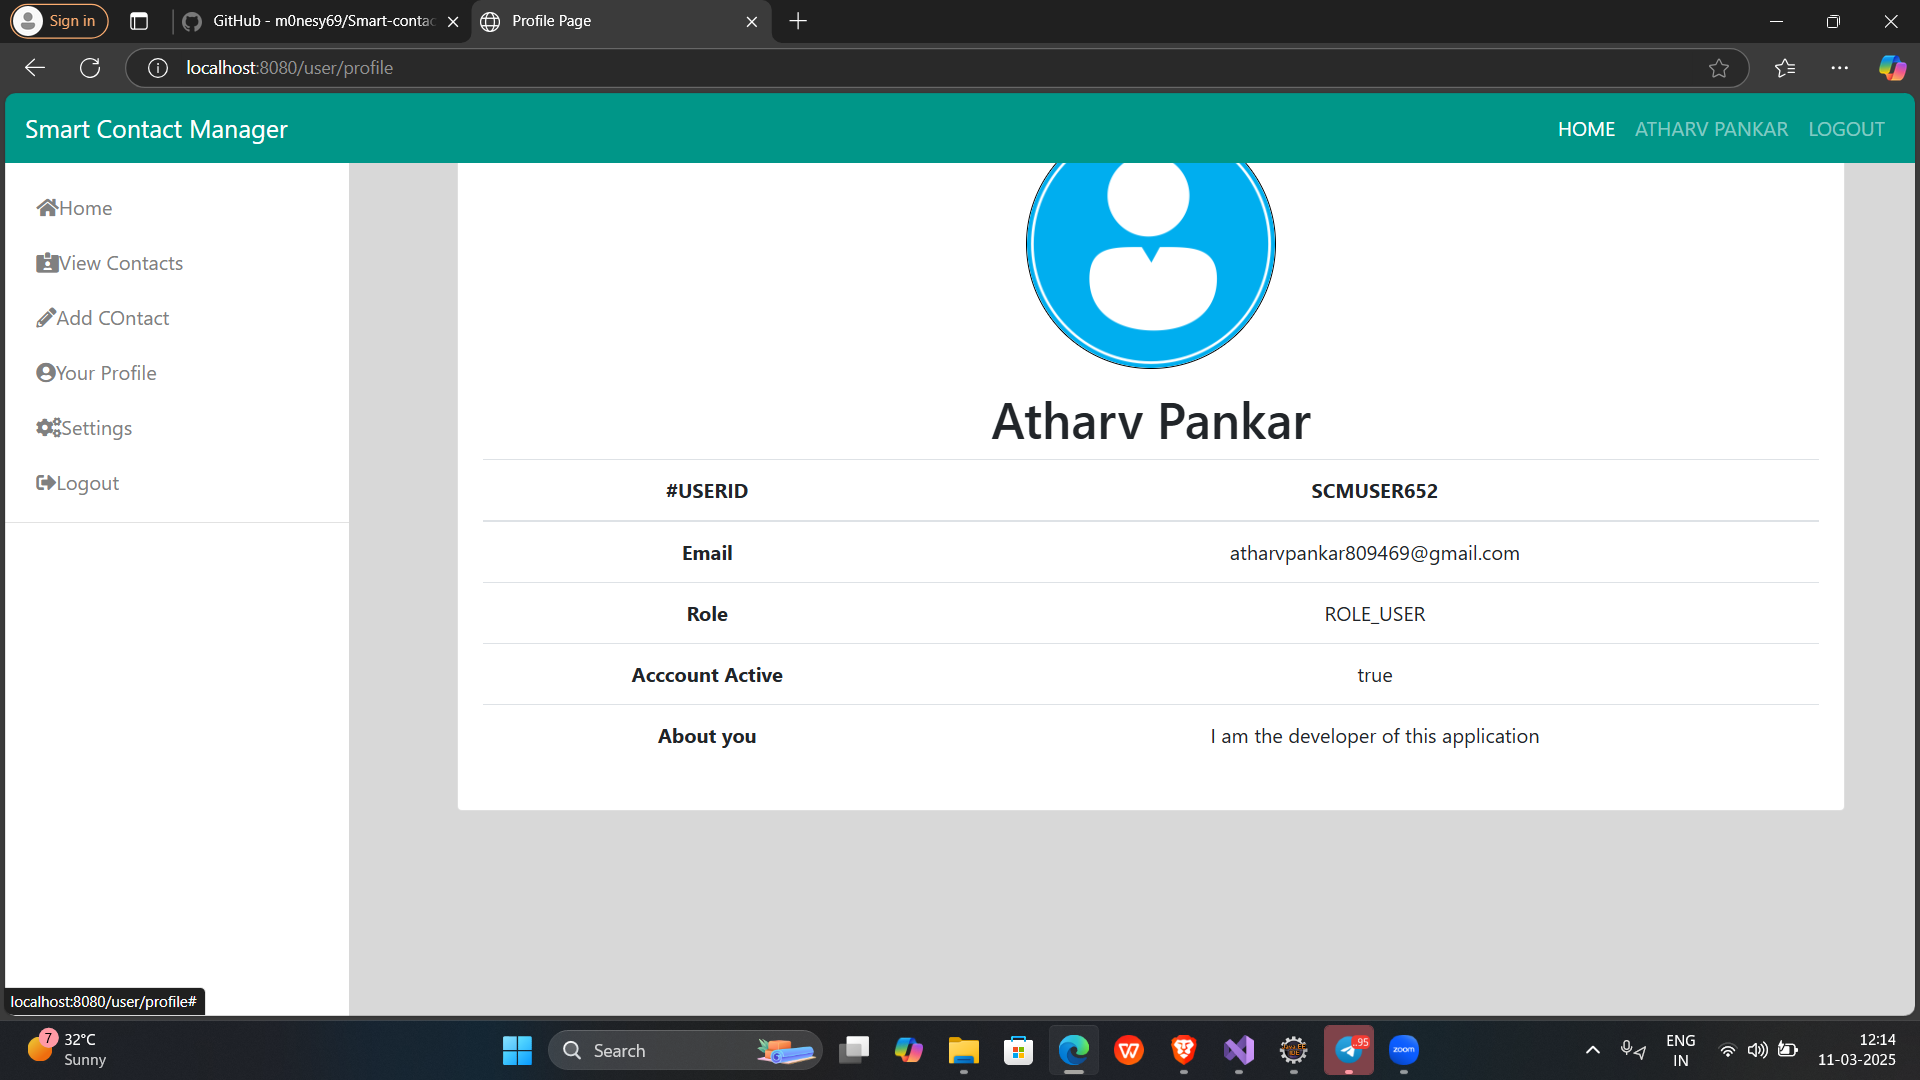 Sign in
GitHub - m0nesy69/Smart-contac
Profile Page
localhost:8080/user/profile
Smart Contact Manager
HOME
ATHARV PANKAR
LOGOUT
Home
View Contacts
Add COntact
Your Profile
Settings
Logout
Atharv Pankar
#USERID SCMUSER652
Email atharvpankar809469@gmail.com
Role ROLE_USER
Acccount Active true
About you I am the developer of this application
localhost:8080/user/profile#
7
32°C
Sunny
Search
95
zoom
ENG
IN
12:14
11-03-2025